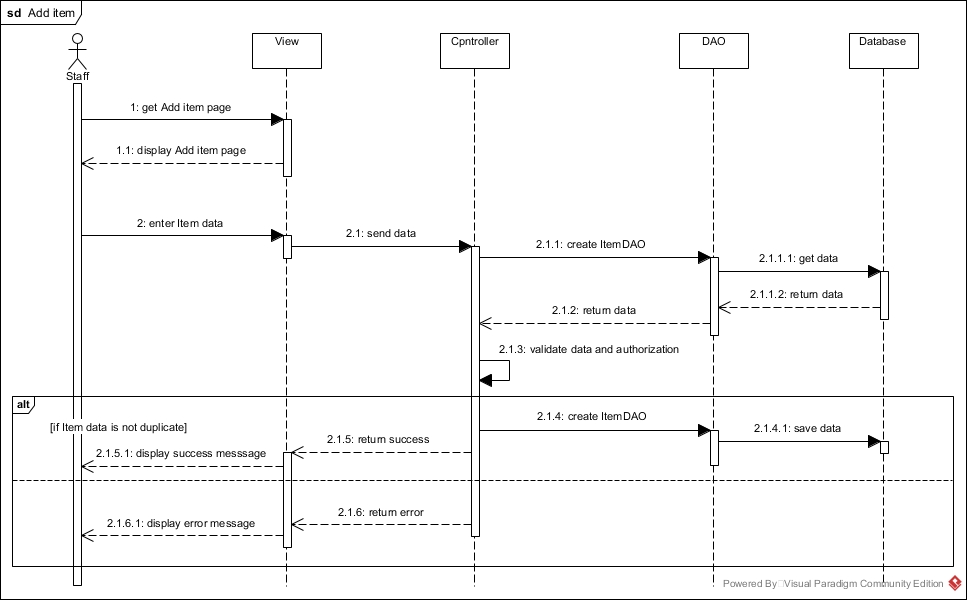 sd Add item
Staff
View
Cpntroller
DAO
Database
1: get Add item page
1.1: display Add item page
2: enter Item data
2.1: send data
2.1.1: create ItemDAO
2.1.1.1: get data
2.1.1.2: return data
2.1.2: return data
2.1.3: validate data and authorization
alt
[if Item data is not duplicate]
2.1.4: create ItemDAO
2.1.4.1: save data
2.1.5: return success
2.1.5.1: display success messsage
2.1.6: return error
2.1.6.1: display error message
Powered By Visual Paradigm Community Edition